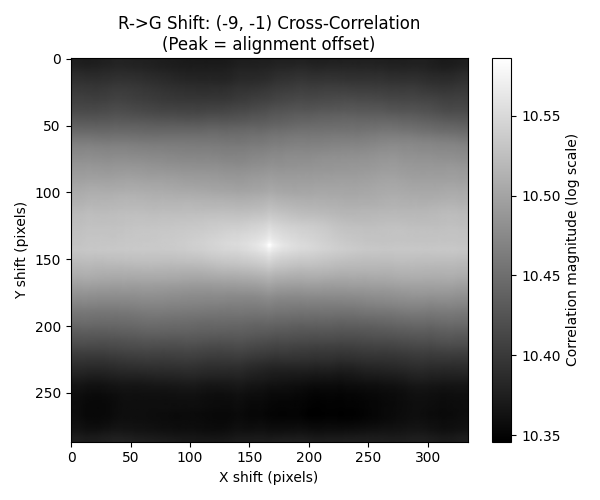 R->G Shift: (-9, -1) Cross-Correlation
(Peak = alignment offset)
0
50
100
150
200
250
Y shift (pixels)
0 50 100 150 200 250 300
X shift (pixels)
10.55
10.50
10.45
10.40
10.35
Correlation magnitude (log scale)